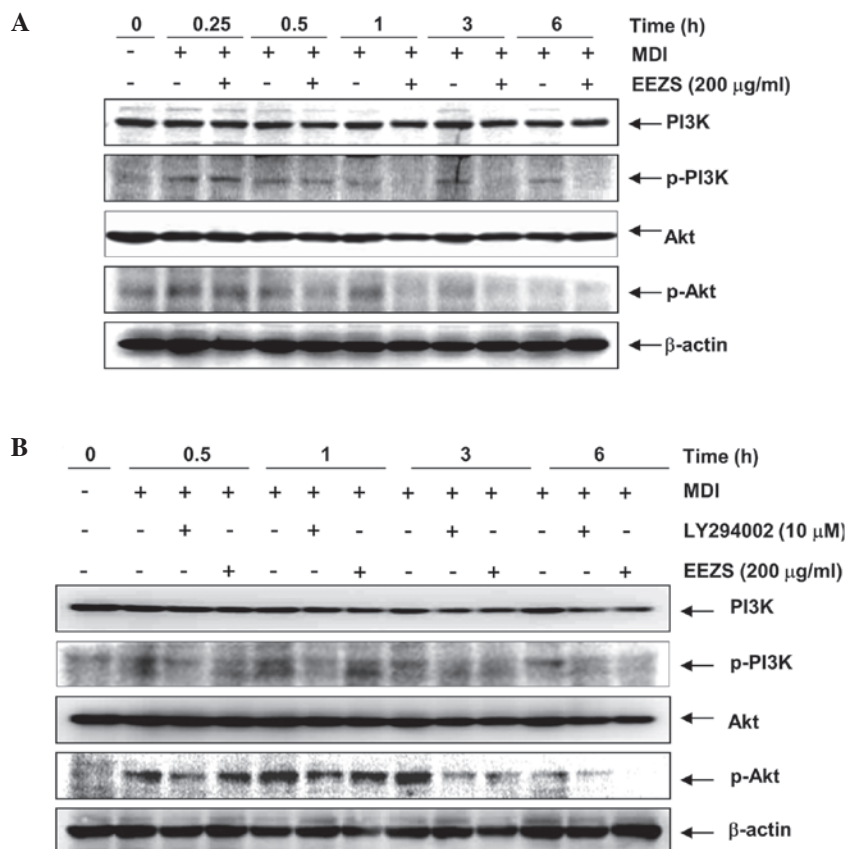 A
0 0.25 0.5 1 3 6 Time (h)
- + + + + + + + + + + MDI
- - + - + - + - + - + EEZS (200 μg/ml)
PI3K
p-PI3K
Akt
p-Akt
β-actin
B
0 0.5 1 3 6 Time (h)
- + + + + + + + + + + + + MDI
- - + - - + - - + - - + - LY294002 (10 μM)
- - - + - - + - - + - - + EEZS (200 μg/ml)
PI3K
p-PI3K
Akt
p-Akt
β-actin